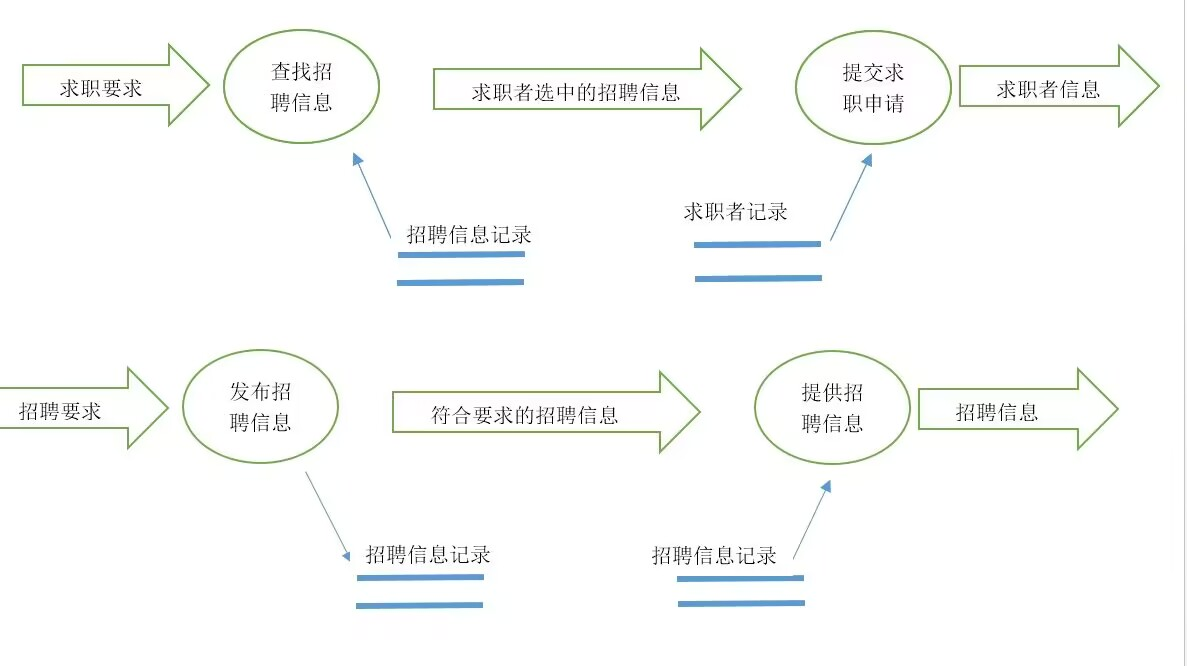 求职要求
查找招
聘信息
求职者选中的招聘信息
提交求
职申请
求职者信息
招聘信息记录
求职者记录
招聘要求
发布招
聘信息
符合要求的招聘信息
提供招
聘信息
招聘信息
招聘信息记录
招聘信息记录